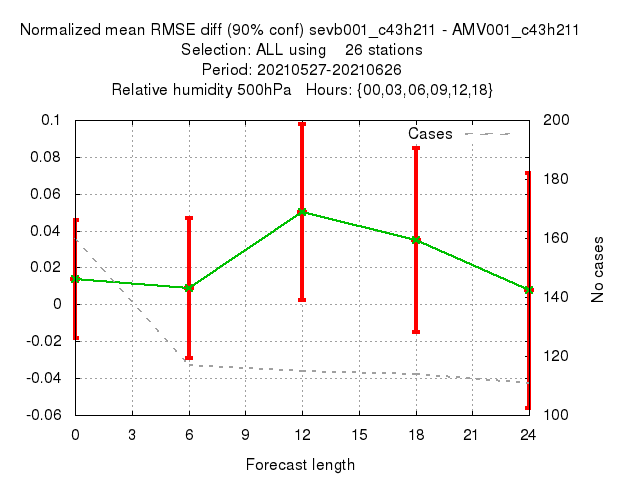 Normalized mean RMSE diff (90% conf) sevb001_c43h211 - AMV001_c43h211
Selection: ALL using    26 stations
Period: 20210527-20210626
Relative humidity 500hPa   Hours: {00,03,06,09,12,18}
0.1
0.08
0.06
0.04
0.02
0
-0.02
-0.04
-0.06
Cases
200
180
160
140
120
100
No cases
0 3 6 9 12 15 18 21 24
Forecast length